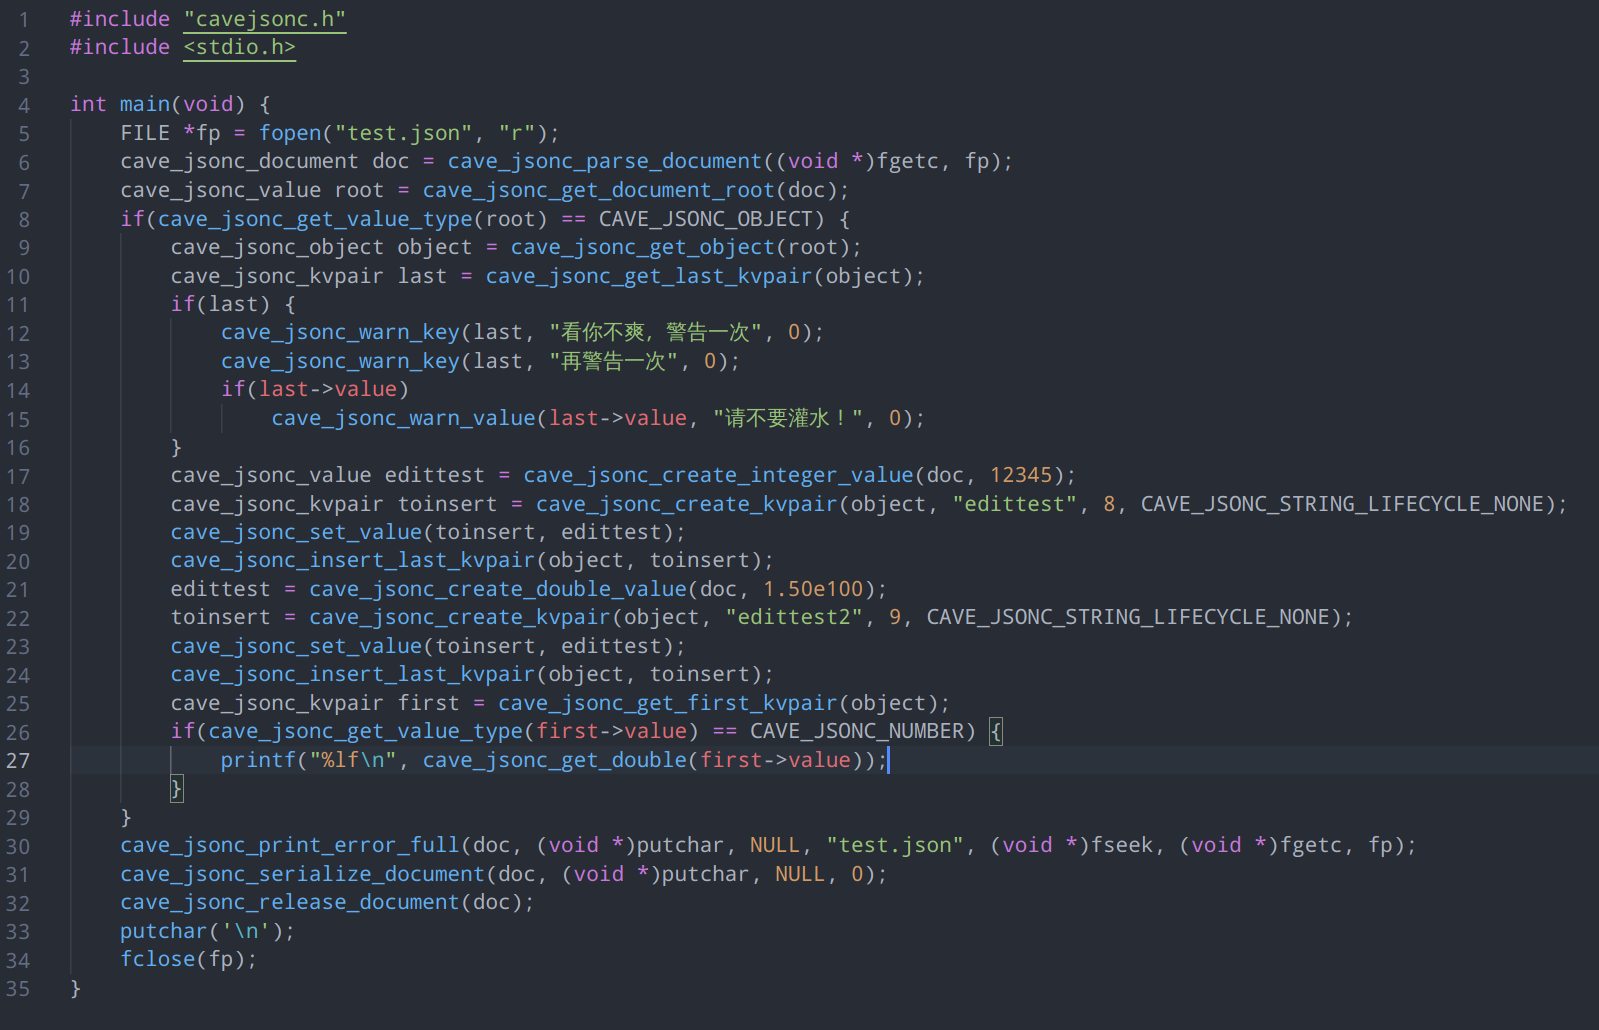 1 #include "cavejsonc.h"
2 #include <stdio.h>
3
4 int main(void) {
5     FILE *fp = fopen("test.json", "r");
6     cave_jsonc_document doc = cave_jsonc_parse_document((void *)fgetc, fp);
7     cave_jsonc_value root = cave_jsonc_get_document_root(doc);
8     if(cave_jsonc_get_value_type(root) == CAVE_JSONC_OBJECT) {
9         cave_jsonc_object object = cave_jsonc_get_object(root);
10         cave_jsonc_kvpair last = cave_jsonc_get_last_kvpair(object);
11         if(last) {
12             cave_jsonc_warn_key(last, "看你不爽，警告一次", 0);
13             cave_jsonc_warn_key(last, "再警告一次", 0);
14             if(last->value)
15                 cave_jsonc_warn_value(last->value, "请不要灌水！", 0);
16         }
17         cave_jsonc_value edittest = cave_jsonc_create_integer_value(doc, 12345);
18         cave_jsonc_kvpair toinsert = cave_jsonc_create_kvpair(object, "edittest", 8, CAVE_JSONC_STRING_LIFECYCLE_NONE);
19         cave_jsonc_set_value(toinsert, edittest);
20         cave_jsonc_insert_last_kvpair(object, toinsert);
21         edittest = cave_jsonc_create_double_value(doc, 1.50e100);
22         toinsert = cave_jsonc_create_kvpair(object, "edittest2", 9, CAVE_JSONC_STRING_LIFECYCLE_NONE);
23         cave_jsonc_set_value(toinsert, edittest);
24         cave_jsonc_insert_last_kvpair(object, toinsert);
25         cave_jsonc_kvpair first = cave_jsonc_get_first_kvpair(object);
26         if(cave_jsonc_get_value_type(first->value) == CAVE_JSONC_NUMBER) {
27             printf("%lf\n", cave_jsonc_get_double(first->value));
28         }
29     }
30     cave_jsonc_print_error_full(doc, (void *)putchar, NULL, "test.json", (void *)fseek, (void *)fgetc, fp);
31     cave_jsonc_serialize_document(doc, (void *)putchar, NULL, 0);
32     cave_jsonc_release_document(doc);
33     putchar('\n');
34     fclose(fp);
35 }